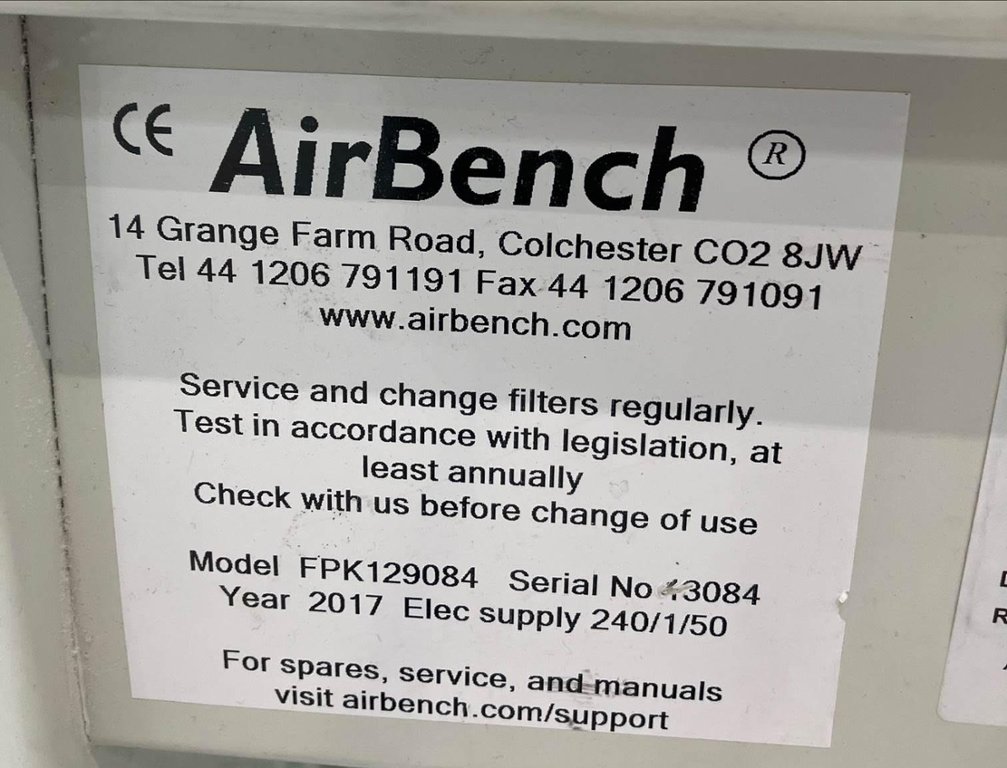 CE AirBench ®
14 Grange Farm Road, Colchester CO2 8JW
Tel 44 1206 791191 Fax 44 1206 791091
www.airbench.com
Service and change filters regularly.
Test in accordance with legislation, at
least annually
Check with us before change of use
Model FPK129084 Serial No
Year 2017 Elec supply 240/1/50
For spares, service, and manuals
visit airbench.com/support